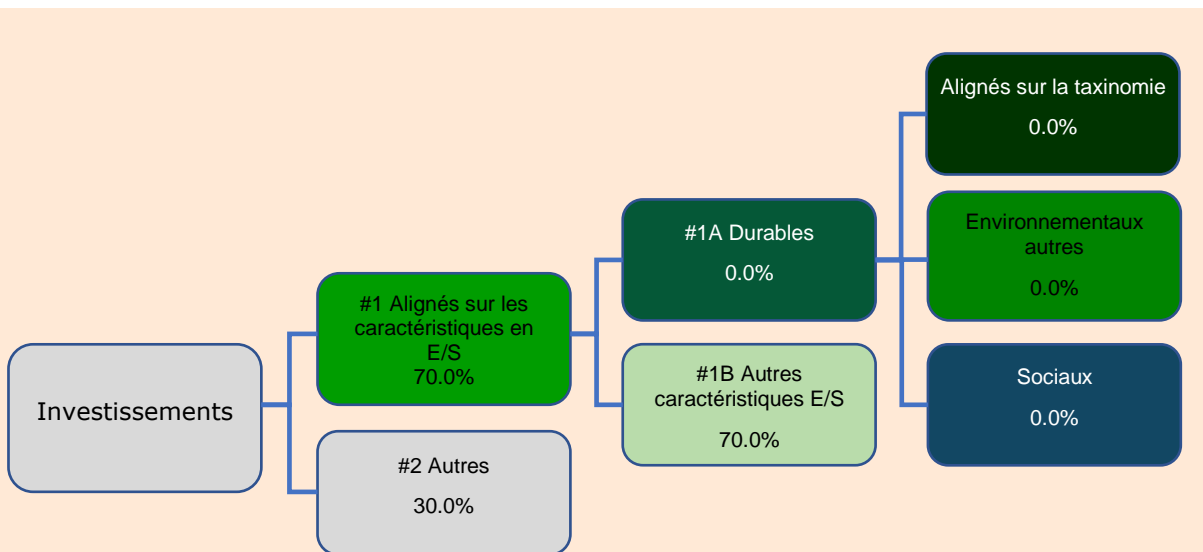 Investissements
#1 Alignés sur les
caractéristiques en
E/S
70.0%
#2 Autres
30.0%
#1A Durables
0.0%
#1B Autres
caractéristiques E/S
70.0%
Alignés sur la taxinomie
0.0%
Environnementaux
autres
0.0%
Sociaux
0.0%